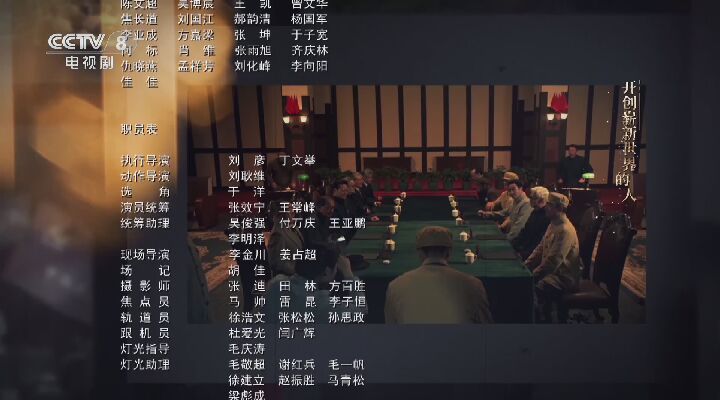 陈文超 吴博宸 王凯 曾文华
焦长道 刘国江 郝韵清 杨国军
李业成 方嘉梁 张坤 于子宽
何标 肖维 张雨旭 齐庆林
仇晓燕 孟祥芳 刘化峰 李向阳
佳佳
CCTV 8
电视剧
开创崭新世界的人
职员表
执行导演 刘彦 丁文举
动作导演 刘耿维
选角 于洋
演员统筹 张效宁 王常峰
统筹助理 吴俊强 付万庆 王亚鹏
李明泽
现场导演 李金川 姜占超
场记 胡佳
摄影师 张迪 田林 方百胜
焦点员 马帅 雷昆 李子恒
轨道员 徐浩文 张松松 孙思政
跟机员 杜爱光 闫广辉
灯光指导 毛庆涛
灯光助理 毛敬超 谢红兵 毛一帆
徐建立 赵振胜 马青松
梁彪成